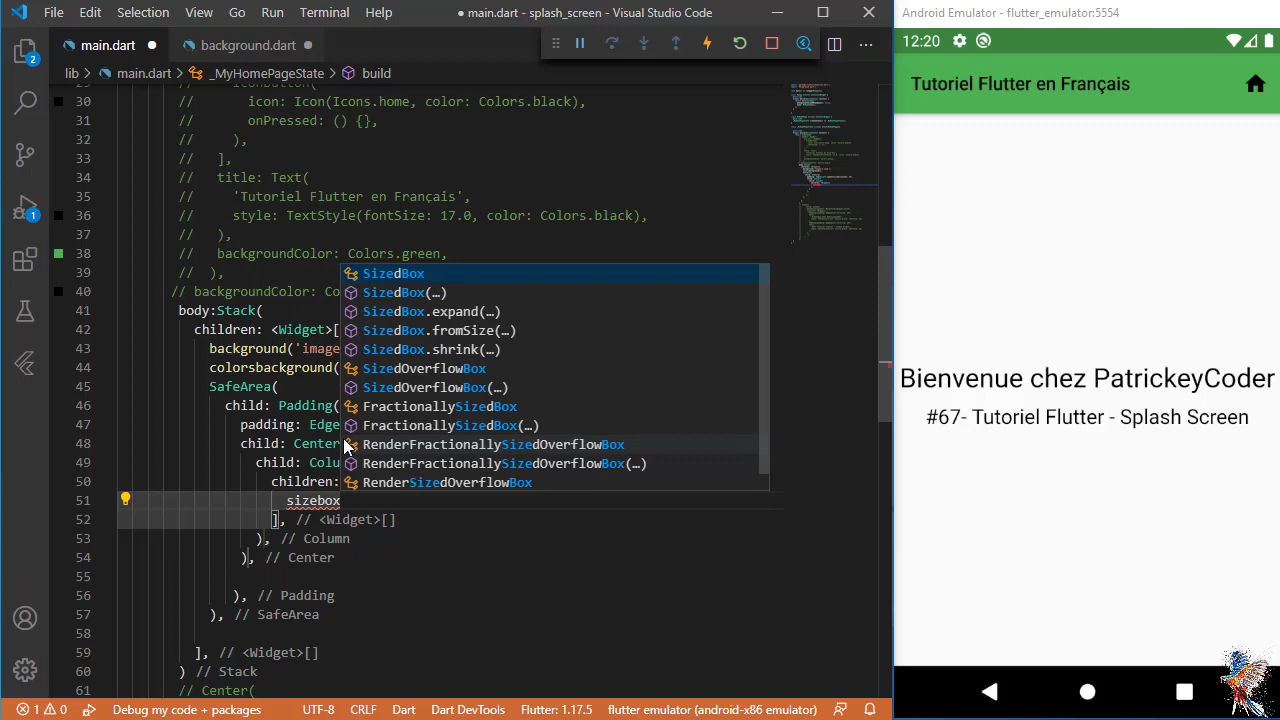 File Edit Selection View Go Run Terminal Help
● main.dart - splash_screen - Visual Studio Code
main.dart ●
background.dart ●
lib > main.dart > _MyHomePageState > build
30 // icon: Icon(Icons.home, color: Colors.black),
31 // onPressed: () {},
32 // ),
33 // ],
34 // title: Text(
35 // 'Tutoriel Flutter en Français',
36 // style: TextStyle(fontSize: 17.0, color: Colors.black),
37 // ),
38 // backgroundColor: Colors.green,
39 // ),
40 // backgroundColor: Co
41 body:Stack(
42 children: <Widget>[
43 background('image
44 colorsbackground(
45 SafeArea(
46 child: Padding(
47 padding: Edge
48 child: Center
49 child: Colu
50 children:
51 sizebox
52 ], // <Widget>[]
53 ), // Column
54 ), // Center
55
56 ), // Padding
57 ), // SafeArea
58
59 ], // <Widget>[]
60 ) // Stack
61 // Center(
SizedBox
SizedBox(…)
SizedBox.expand(…)
SizedBox.fromSize(…)
SizedBox.shrink(…)
SizedOverflowBox
SizedOverflowBox(…)
FractionallySizedBox
FractionallySizedBox(…)
RenderFractionallySizedOverflowBox
RenderFractionallySizedOverflowBox(…)
RenderSizedOverflowBox
2
1
1 0 Debug my code + packages UTF-8 CRLF Dart Dart DevTools Flutter: 1.17.5 flutter emulator (android-x86 emulator)
Android Emulator - flutter_emulator:5554
12:20
Tutoriel Flutter en Français
Bienvenue chez PatrickeyCoder
#67- Tutoriel Flutter - Splash Screen